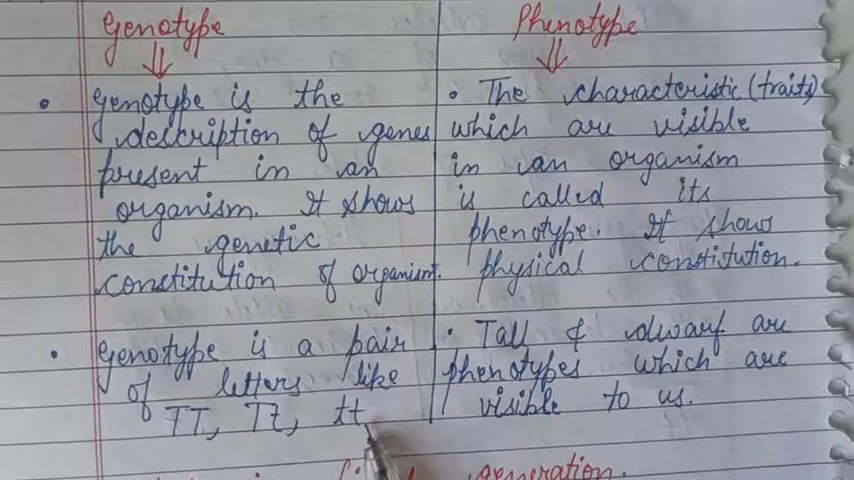 Genotype
Phenotype
• genotype is the
description of genes
present in an
organism. It shows
the genetic
constitution of organism.
• genotype is a pair
of letters like
TT, Tt, tt
• The characteristic (traits)
which are visible
in an organism
is called its
phenotype. It shows
physical constitution.
• Tall & dwarf are
phenotypes which are
visible to us.
generation.